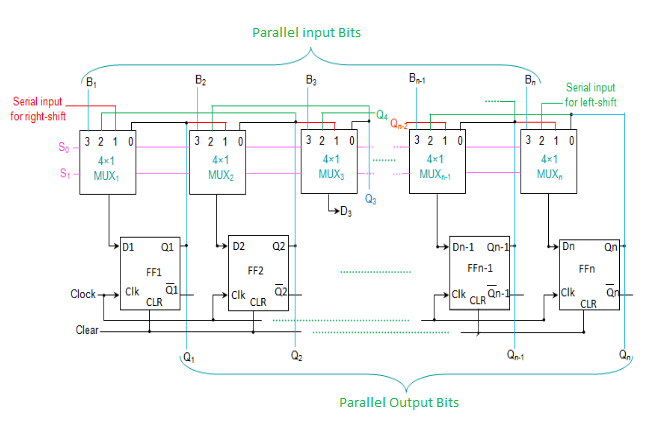 Parallel input Bits
B1 B2 B3 Bn-1 Bn
Serial input
for right-shift
Serial input
for left-shift
Q4
Qn-2
S0
S1
3 2 1 0
4×1
MUX1
3 2 1 0
4×1
MUX2
3 2 1 0
4×1
MUX3
3 2 1 0
4×1
MUXn-1
3 2 1 0
4×1
MUXn
Q3
D3
D1 Q1
FF1
Clk Q̅1
CLR
D2 Q2
FF2
Clk Q̅2
CLR
Dn-1 Qn-1
FFn-1
Clk Q̅n-1
CLR
Dn Qn
FFn
Clk Q̅n
CLR
Clock
Clear
Q1 Q2 Qn-1 Qn
Parallel Output Bits